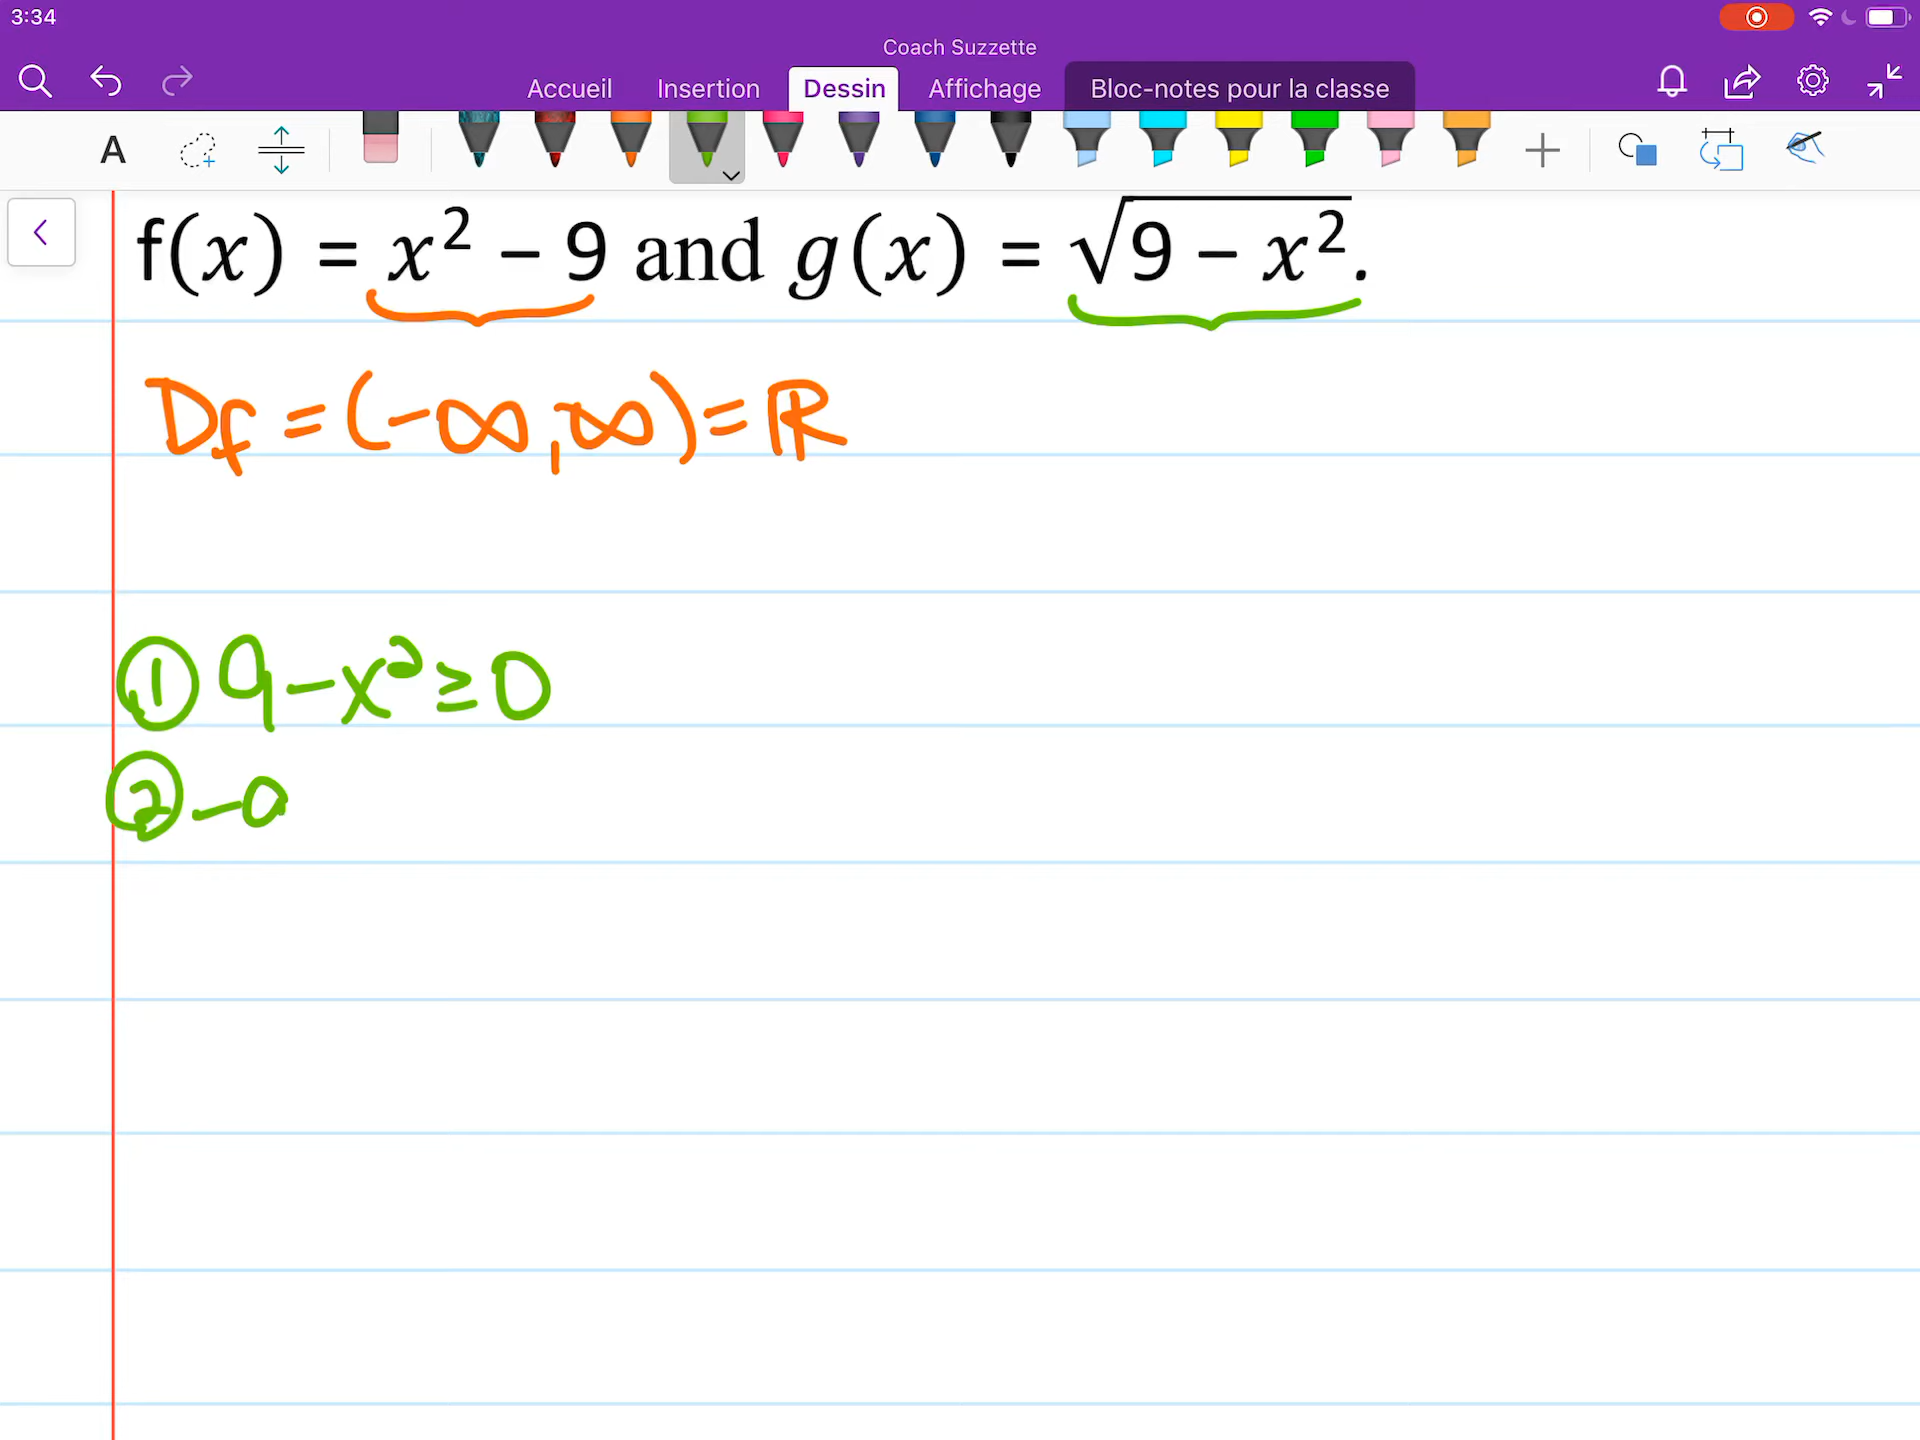 3:34
Coach Suzzette
Accueil Insertion Dessin Affichage Bloc-notes pour la classe
A
f(x) = x² − 9 and g(x) = √(9 − x²).
Df = (-∞, ∞) = ℝ
① 9 - x² ≥ 0
②